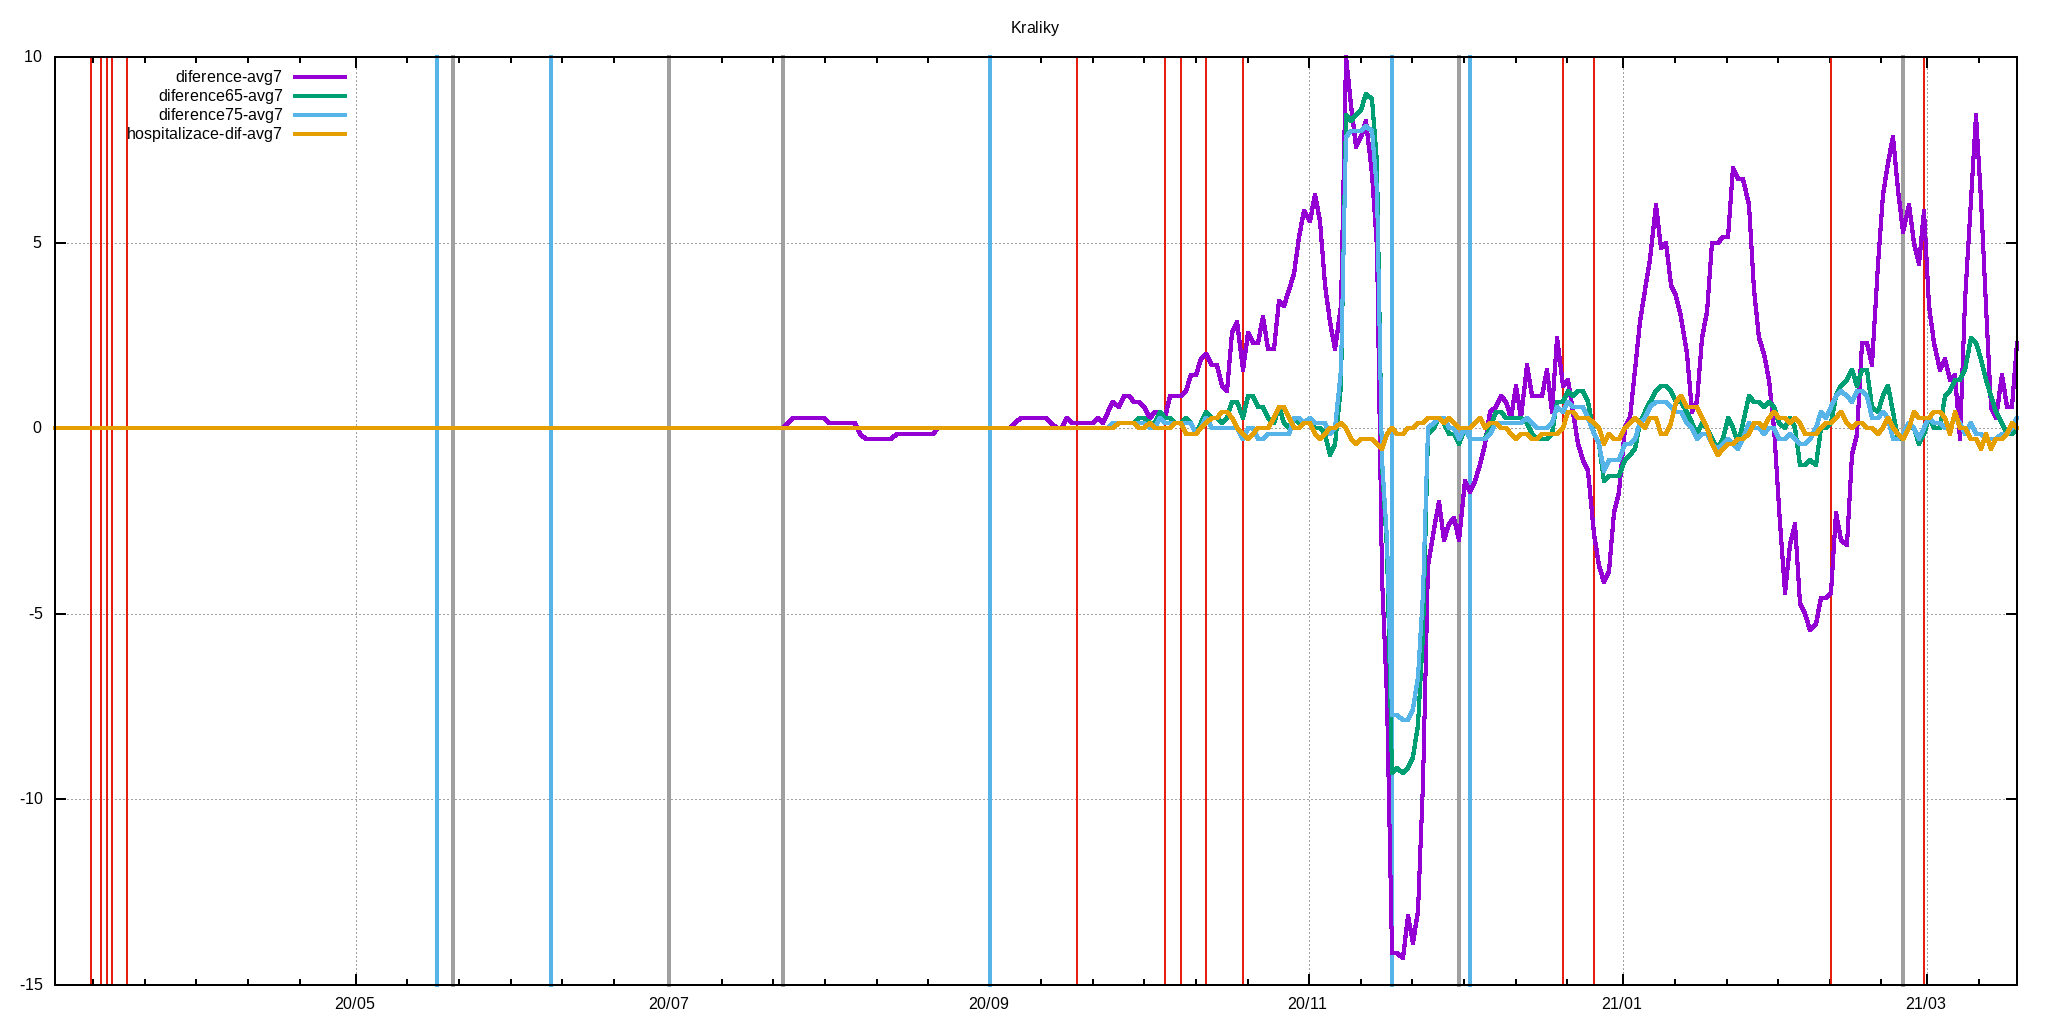 Kraliky
10
diference-avg7
diference65-avg7
diference75-avg7
hospitalizace-dif-avg7
5
0
-5
-10
-15
20/05 20/07 20/09 20/11 21/01 21/03